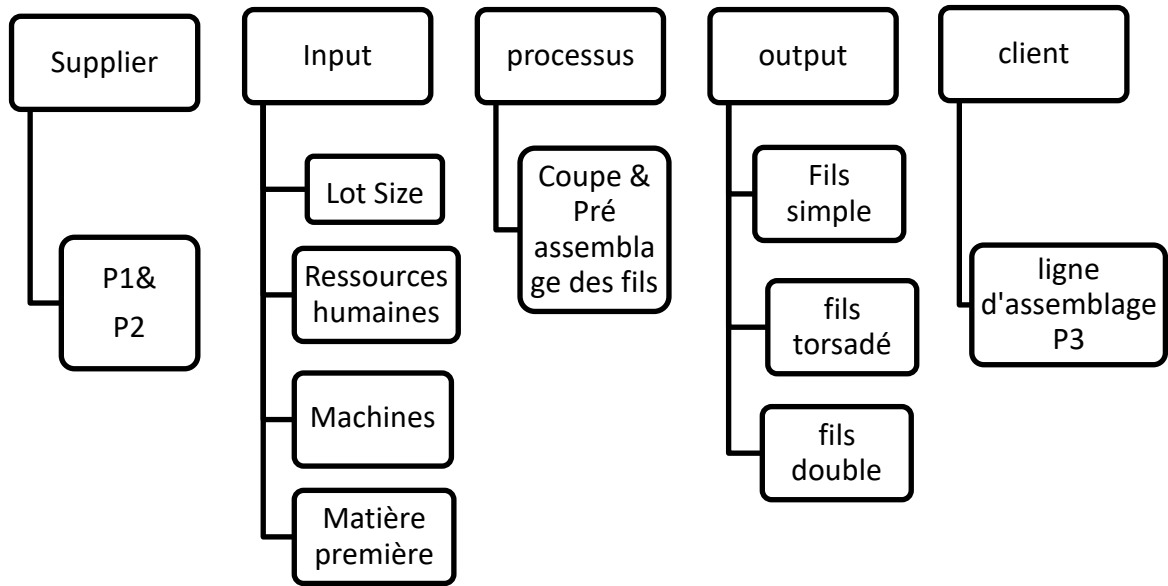 Supplier
P1&
P2
Input
Lot Size
Ressources
humaines
Machines
Matière
première
processus
Coupe &
Pré
assembla
ge des fils
output
Fils
simple
fils
torsadé
fils
double
client
ligne
d'assemblage
P3